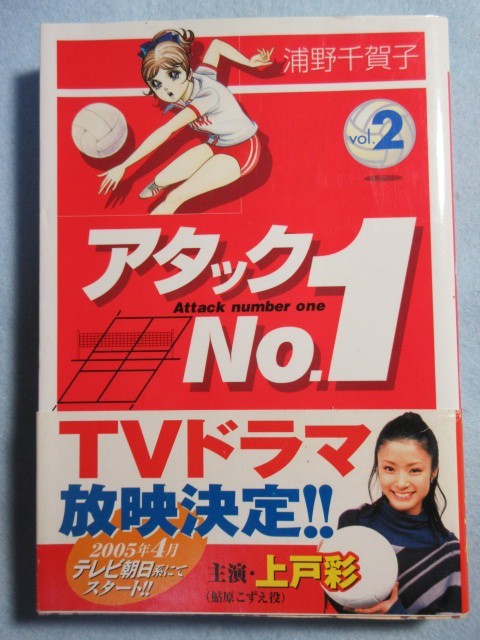 浦野千賀子
vol.2
アタック
Attack number one
No.1
TVドラマ
放映決定!!
2005年4月
テレビ朝日系にて
スタート!!
主演・上戸彩
(鮎原こずえ役)